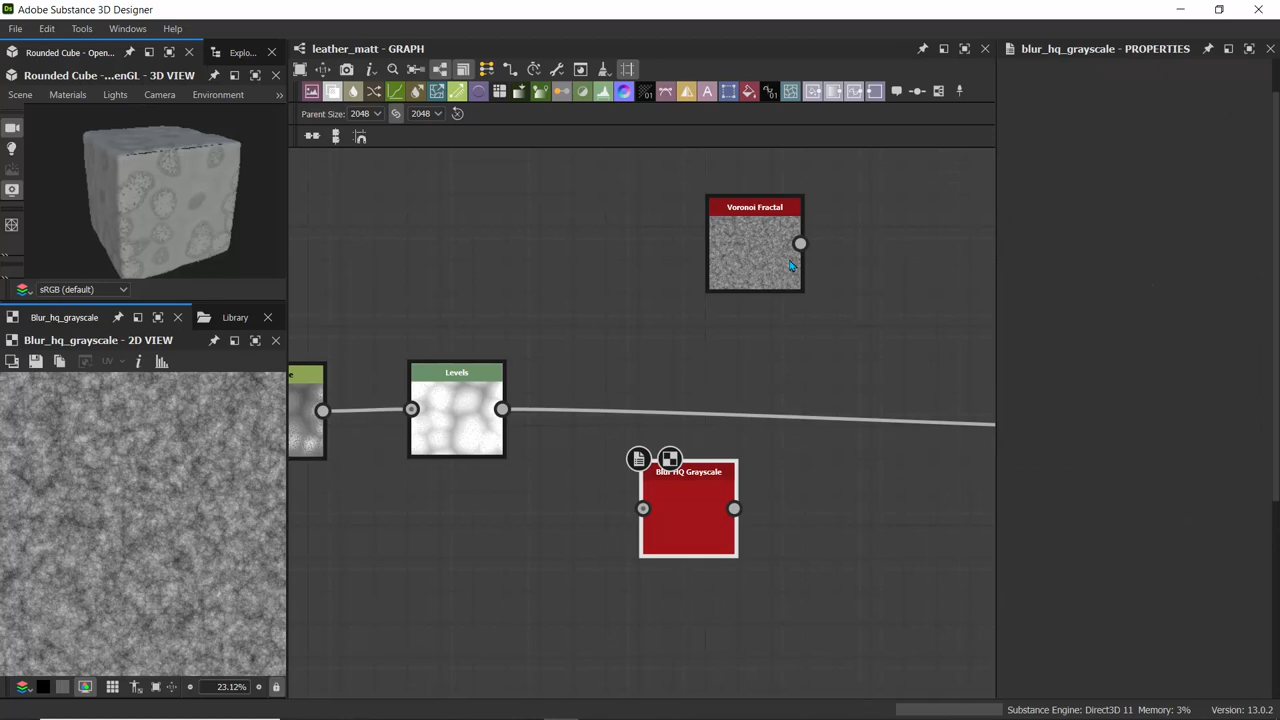 Ds Adobe Substance 3D Designer
File Edit Tools Windows Help
Rounded Cube - Open...
Explo...
Rounded Cube -...enGL - 3D VIEW
Scene Materials Lights Camera Environment
sRGB (default)
Blur_hq_grayscale
Library
Blur_hq_grayscale - 2D VIEW
UV
23.12%
leather_matt - GRAPH
Parent Size: 2048 2048
Voronoi Fractal
e
Levels
Blur HQ Grayscale
blur_hq_grayscale - PROPERTIES
Substance Engine: Direct3D 11 Memory: 3% Version: 13.0.2